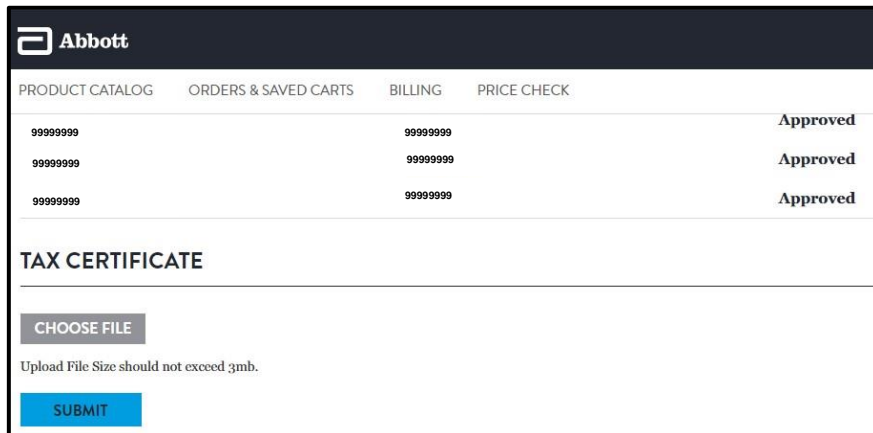 Abbott
PRODUCT CATALOG ORDERS & SAVED CARTS BILLING PRICE CHECK
99999999 99999999 Approved
99999999 99999999 Approved
99999999 99999999 Approved
TAX CERTIFICATE
CHOOSE FILE
Upload File Size should not exceed 3mb.
SUBMIT